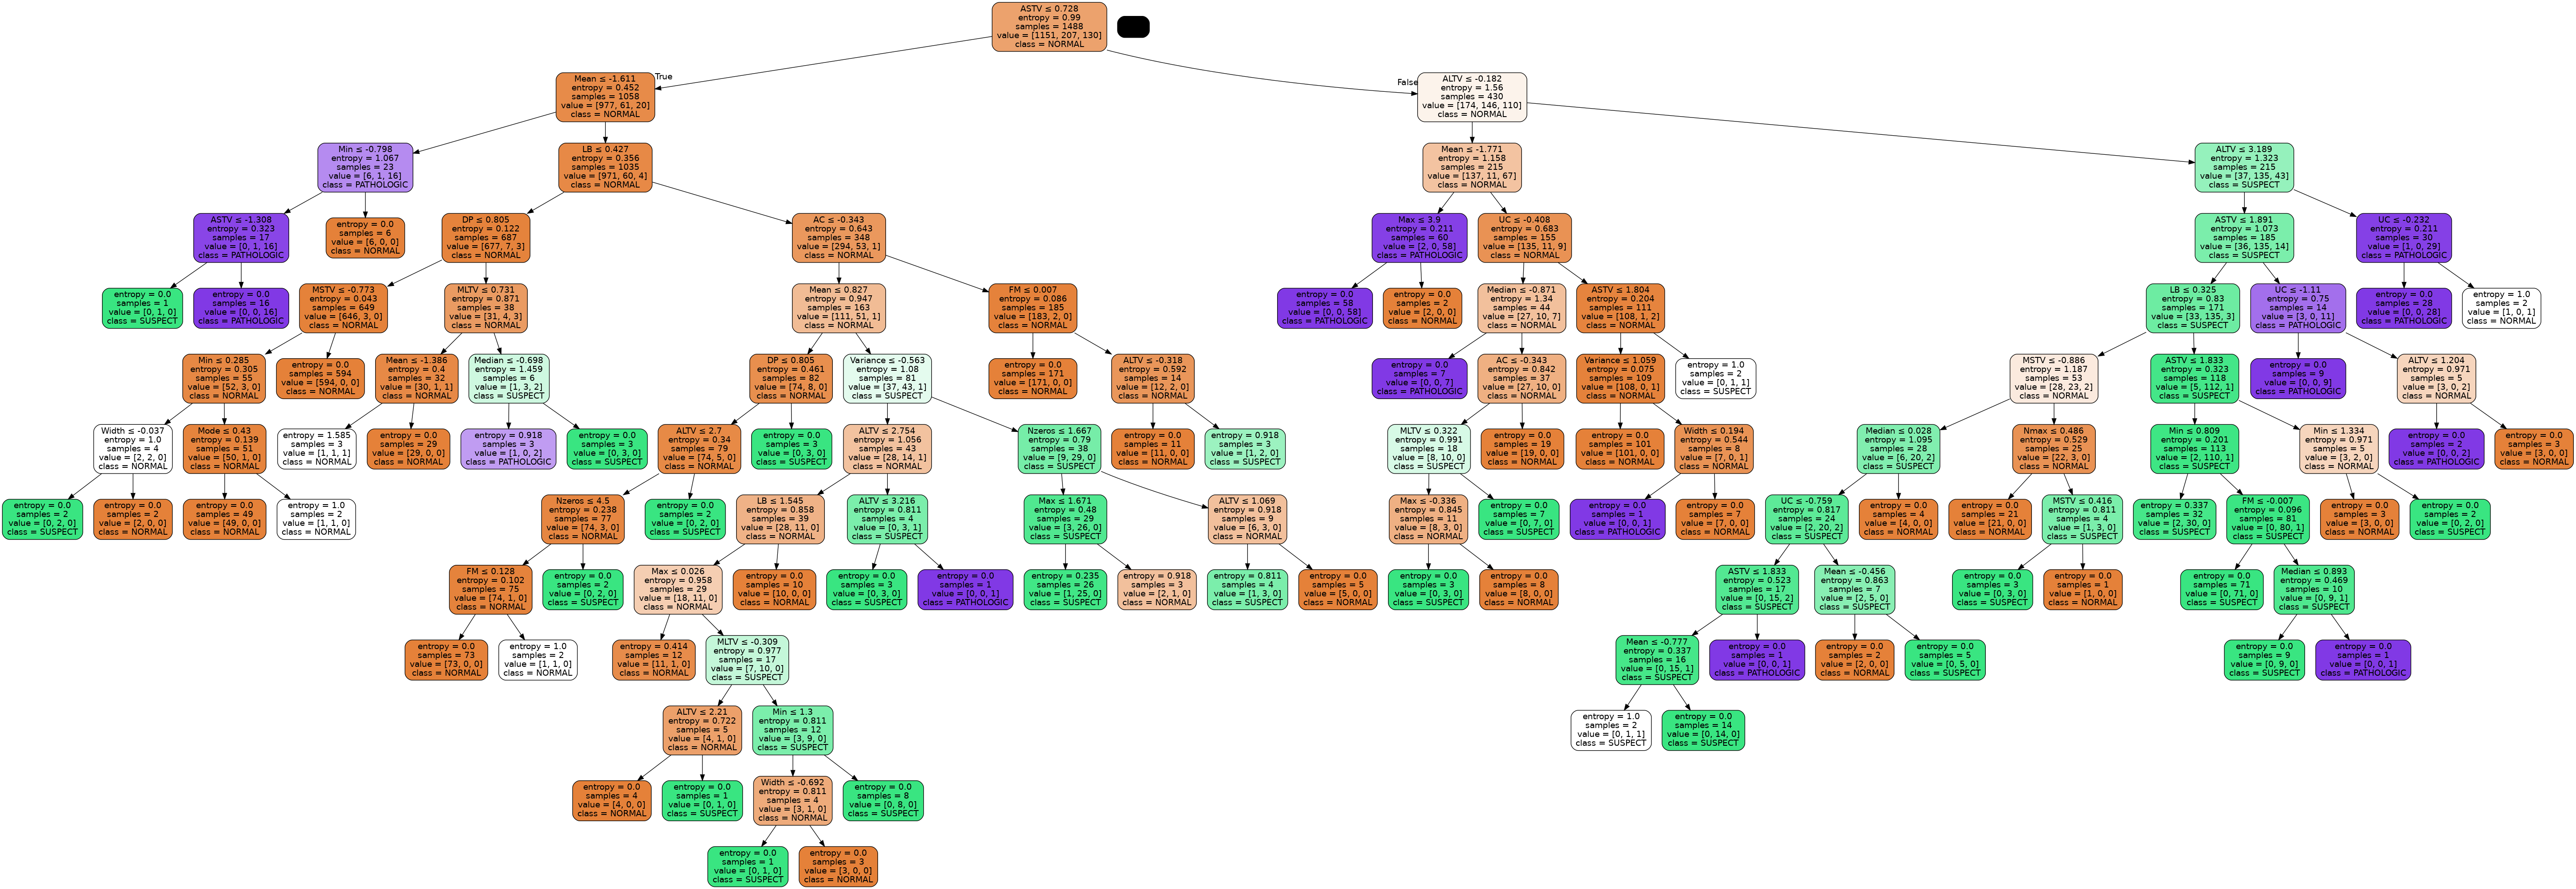 ASTV ≤ 0.728
entropy = 0.99
samples = 1488
value = [1151, 207, 130]
class = NORMAL
True
False
Mean ≤ -1.611
entropy = 0.452
samples = 1058
value = [977, 61, 20]
class = NORMAL
ALTV ≤ -0.182
entropy = 1.56
samples = 430
value = [174, 146, 110]
class = NORMAL
Min ≤ -0.798
entropy = 1.067
samples = 23
value = [6, 1, 16]
class = PATHOLOGIC
LB ≤ 0.427
entropy = 0.356
samples = 1035
value = [971, 60, 4]
class = NORMAL
Mean ≤ -1.771
entropy = 1.158
samples = 215
value = [137, 11, 67]
class = NORMAL
ALTV ≤ 3.189
entropy = 1.323
samples = 215
value = [37, 135, 43]
class = SUSPECT
ASTV ≤ -1.308
entropy = 0.323
samples = 17
value = [0, 1, 16]
class = PATHOLOGIC
entropy = 0.0
samples = 6
value = [6, 0, 0]
class = NORMAL
DP ≤ 0.805
entropy = 0.122
samples = 687
value = [677, 7, 3]
class = NORMAL
AC ≤ -0.343
entropy = 0.643
samples = 348
value = [294, 53, 1]
class = NORMAL
Max ≤ 3.9
entropy = 0.211
samples = 60
value = [2, 0, 58]
class = PATHOLOGIC
UC ≤ -0.408
entropy = 0.683
samples = 155
value = [135, 11, 9]
class = NORMAL
ASTV ≤ 1.891
entropy = 1.073
samples = 185
value = [36, 135, 14]
class = SUSPECT
UC ≤ -0.232
entropy = 0.211
samples = 30
value = [1, 0, 29]
class = PATHOLOGIC
entropy = 0.0
samples = 1
value = [0, 1, 0]
class = SUSPECT
entropy = 0.0
samples = 16
value = [0, 0, 16]
class = PATHOLOGIC
MSTV ≤ -0.773
entropy = 0.043
samples = 649
value = [646, 3, 0]
class = NORMAL
MLTV ≤ 0.731
entropy = 0.871
samples = 38
value = [31, 4, 3]
class = NORMAL
Mean ≤ 0.827
entropy = 0.947
samples = 163
value = [111, 51, 1]
class = NORMAL
FM ≤ 0.007
entropy = 0.086
samples = 185
value = [183, 2, 0]
class = NORMAL
entropy = 0.0
samples = 58
value = [0, 0, 58]
class = PATHOLOGIC
entropy = 0.0
samples = 2
value = [2, 0, 0]
class = NORMAL
Median ≤ -0.871
entropy = 1.34
samples = 44
value = [27, 10, 7]
class = NORMAL
ASTV ≤ 1.804
entropy = 0.204
samples = 111
value = [108, 1, 2]
class = NORMAL
LB ≤ 0.325
entropy = 0.83
samples = 171
value = [33, 135, 3]
class = SUSPECT
UC ≤ -1.11
entropy = 0.75
samples = 14
value = [3, 0, 11]
class = PATHOLOGIC
entropy = 0.0
samples = 28
value = [0, 0, 28]
class = PATHOLOGIC
entropy = 1.0
samples = 2
value = [1, 0, 1]
class = NORMAL
Min ≤ 0.285
entropy = 0.305
samples = 55
value = [52, 3, 0]
class = NORMAL
entropy = 0.0
samples = 594
value = [594, 0, 0]
class = NORMAL
Mean ≤ -1.386
entropy = 0.4
samples = 32
value = [30, 1, 1]
class = NORMAL
Median ≤ -0.698
entropy = 1.459
samples = 6
value = [1, 3, 2]
class = SUSPECT
DP ≤ 0.805
entropy = 0.461
samples = 82
value = [74, 8, 0]
class = NORMAL
Variance ≤ -0.563
entropy = 1.08
samples = 81
value = [37, 43, 1]
class = SUSPECT
entropy = 0.0
samples = 171
value = [171, 0, 0]
class = NORMAL
ALTV ≤ -0.318
entropy = 0.592
samples = 14
value = [12, 2, 0]
class = NORMAL
entropy = 0.0
samples = 7
value = [0, 0, 7]
class = PATHOLOGIC
AC ≤ -0.343
entropy = 0.842
samples = 37
value = [27, 10, 0]
class = NORMAL
Variance ≤ 1.059
entropy = 0.075
samples = 109
value = [108, 0, 1]
class = NORMAL
entropy = 1.0
samples = 2
value = [0, 1, 1]
class = SUSPECT
MSTV ≤ -0.886
entropy = 1.187
samples = 53
value = [28, 23, 2]
class = NORMAL
ASTV ≤ 1.833
entropy = 0.323
samples = 118
value = [5, 112, 1]
class = SUSPECT
entropy = 0.0
samples = 9
value = [0, 0, 9]
class = PATHOLOGIC
ALTV ≤ 1.204
entropy = 0.971
samples = 5
value = [3, 0, 2]
class = NORMAL
Width ≤ -0.037
entropy = 1.0
samples = 4
value = [2, 2, 0]
class = NORMAL
Mode ≤ 0.43
entropy = 0.139
samples = 51
value = [50, 1, 0]
class = NORMAL
entropy = 1.585
samples = 3
value = [1, 1, 1]
class = NORMAL
entropy = 0.0
samples = 29
value = [29, 0, 0]
class = NORMAL
entropy = 0.918
samples = 3
value = [1, 0, 2]
class = PATHOLOGIC
entropy = 0.0
samples = 3
value = [0, 3, 0]
class = SUSPECT
ALTV ≤ 2.7
entropy = 0.34
samples = 79
value = [74, 5, 0]
class = NORMAL
entropy = 0.0
samples = 3
value = [0, 3, 0]
class = SUSPECT
ALTV ≤ 2.754
entropy = 1.056
samples = 43
value = [28, 14, 1]
class = NORMAL
Nzeros ≤ 1.667
entropy = 0.79
samples = 38
value = [9, 29, 0]
class = SUSPECT
entropy = 0.0
samples = 11
value = [11, 0, 0]
class = NORMAL
entropy = 0.918
samples = 3
value = [1, 2, 0]
class = SUSPECT
MLTV ≤ 0.322
entropy = 0.991
samples = 18
value = [8, 10, 0]
class = SUSPECT
entropy = 0.0
samples = 19
value = [19, 0, 0]
class = NORMAL
entropy = 0.0
samples = 101
value = [101, 0, 0]
class = NORMAL
Width ≤ 0.194
entropy = 0.544
samples = 8
value = [7, 0, 1]
class = NORMAL
Median ≤ 0.028
entropy = 1.095
samples = 28
value = [6, 20, 2]
class = SUSPECT
Nmax ≤ 0.486
entropy = 0.529
samples = 25
value = [22, 3, 0]
class = NORMAL
Min ≤ 0.809
entropy = 0.201
samples = 113
value = [2, 110, 1]
class = SUSPECT
Min ≤ 1.334
entropy = 0.971
samples = 5
value = [3, 2, 0]
class = NORMAL
entropy = 0.0
samples = 2
value = [0, 0, 2]
class = PATHOLOGIC
entropy = 0.0
samples = 3
value = [3, 0, 0]
class = NORMAL
entropy = 0.0
samples = 2
value = [0, 2, 0]
class = SUSPECT
entropy = 0.0
samples = 2
value = [2, 0, 0]
class = NORMAL
entropy = 0.0
samples = 49
value = [49, 0, 0]
class = NORMAL
entropy = 1.0
samples = 2
value = [1, 1, 0]
class = NORMAL
Nzeros ≤ 4.5
entropy = 0.238
samples = 77
value = [74, 3, 0]
class = NORMAL
entropy = 0.0
samples = 2
value = [0, 2, 0]
class = SUSPECT
LB ≤ 1.545
entropy = 0.858
samples = 39
value = [28, 11, 0]
class = NORMAL
ALTV ≤ 3.216
entropy = 0.811
samples = 4
value = [0, 3, 1]
class = SUSPECT
Max ≤ 1.671
entropy = 0.48
samples = 29
value = [3, 26, 0]
class = SUSPECT
ALTV ≤ 1.069
entropy = 0.918
samples = 9
value = [6, 3, 0]
class = NORMAL
Max ≤ -0.336
entropy = 0.845
samples = 11
value = [8, 3, 0]
class = NORMAL
entropy = 0.0
samples = 7
value = [0, 7, 0]
class = SUSPECT
entropy = 0.0
samples = 1
value = [0, 0, 1]
class = PATHOLOGIC
entropy = 0.0
samples = 7
value = [7, 0, 0]
class = NORMAL
UC ≤ -0.759
entropy = 0.817
samples = 24
value = [2, 20, 2]
class = SUSPECT
entropy = 0.0
samples = 4
value = [4, 0, 0]
class = NORMAL
entropy = 0.0
samples = 21
value = [21, 0, 0]
class = NORMAL
MSTV ≤ 0.416
entropy = 0.811
samples = 4
value = [1, 3, 0]
class = SUSPECT
entropy = 0.337
samples = 32
value = [2, 30, 0]
class = SUSPECT
FM ≤ -0.007
entropy = 0.096
samples = 81
value = [0, 80, 1]
class = SUSPECT
entropy = 0.0
samples = 3
value = [3, 0, 0]
class = NORMAL
entropy = 0.0
samples = 2
value = [0, 2, 0]
class = SUSPECT
FM ≤ 0.128
entropy = 0.102
samples = 75
value = [74, 1, 0]
class = NORMAL
entropy = 0.0
samples = 2
value = [0, 2, 0]
class = SUSPECT
Max ≤ 0.026
entropy = 0.958
samples = 29
value = [18, 11, 0]
class = NORMAL
entropy = 0.0
samples = 10
value = [10, 0, 0]
class = NORMAL
entropy = 0.0
samples = 3
value = [0, 3, 0]
class = SUSPECT
entropy = 0.0
samples = 1
value = [0, 0, 1]
class = PATHOLOGIC
entropy = 0.235
samples = 26
value = [1, 25, 0]
class = SUSPECT
entropy = 0.918
samples = 3
value = [2, 1, 0]
class = NORMAL
entropy = 0.811
samples = 4
value = [1, 3, 0]
class = SUSPECT
entropy = 0.0
samples = 5
value = [5, 0, 0]
class = NORMAL
entropy = 0.0
samples = 3
value = [0, 3, 0]
class = SUSPECT
entropy = 0.0
samples = 8
value = [8, 0, 0]
class = NORMAL
ASTV ≤ 1.833
entropy = 0.523
samples = 17
value = [0, 15, 2]
class = SUSPECT
Mean ≤ -0.456
entropy = 0.863
samples = 7
value = [2, 5, 0]
class = SUSPECT
entropy = 0.0
samples = 3
value = [0, 3, 0]
class = SUSPECT
entropy = 0.0
samples = 1
value = [1, 0, 0]
class = NORMAL
entropy = 0.0
samples = 71
value = [0, 71, 0]
class = SUSPECT
Median ≤ 0.893
entropy = 0.469
samples = 10
value = [0, 9, 1]
class = SUSPECT
entropy = 0.0
samples = 73
value = [73, 0, 0]
class = NORMAL
entropy = 1.0
samples = 2
value = [1, 1, 0]
class = NORMAL
entropy = 0.414
samples = 12
value = [11, 1, 0]
class = NORMAL
MLTV ≤ -0.309
entropy = 0.977
samples = 17
value = [7, 10, 0]
class = SUSPECT
Mean ≤ -0.777
entropy = 0.337
samples = 16
value = [0, 15, 1]
class = SUSPECT
entropy = 0.0
samples = 1
value = [0, 0, 1]
class = PATHOLOGIC
entropy = 0.0
samples = 2
value = [2, 0, 0]
class = NORMAL
entropy = 0.0
samples = 5
value = [0, 5, 0]
class = SUSPECT
entropy = 0.0
samples = 9
value = [0, 9, 0]
class = SUSPECT
entropy = 0.0
samples = 1
value = [0, 0, 1]
class = PATHOLOGIC
ALTV ≤ 2.21
entropy = 0.722
samples = 5
value = [4, 1, 0]
class = NORMAL
Min ≤ 1.3
entropy = 0.811
samples = 12
value = [3, 9, 0]
class = SUSPECT
entropy = 1.0
samples = 2
value = [0, 1, 1]
class = SUSPECT
entropy = 0.0
samples = 14
value = [0, 14, 0]
class = SUSPECT
entropy = 0.0
samples = 4
value = [4, 0, 0]
class = NORMAL
entropy = 0.0
samples = 1
value = [0, 1, 0]
class = SUSPECT
Width ≤ -0.692
entropy = 0.811
samples = 4
value = [3, 1, 0]
class = NORMAL
entropy = 0.0
samples = 8
value = [0, 8, 0]
class = SUSPECT
entropy = 0.0
samples = 1
value = [0, 1, 0]
class = SUSPECT
entropy = 0.0
samples = 3
value = [3, 0, 0]
class = NORMAL